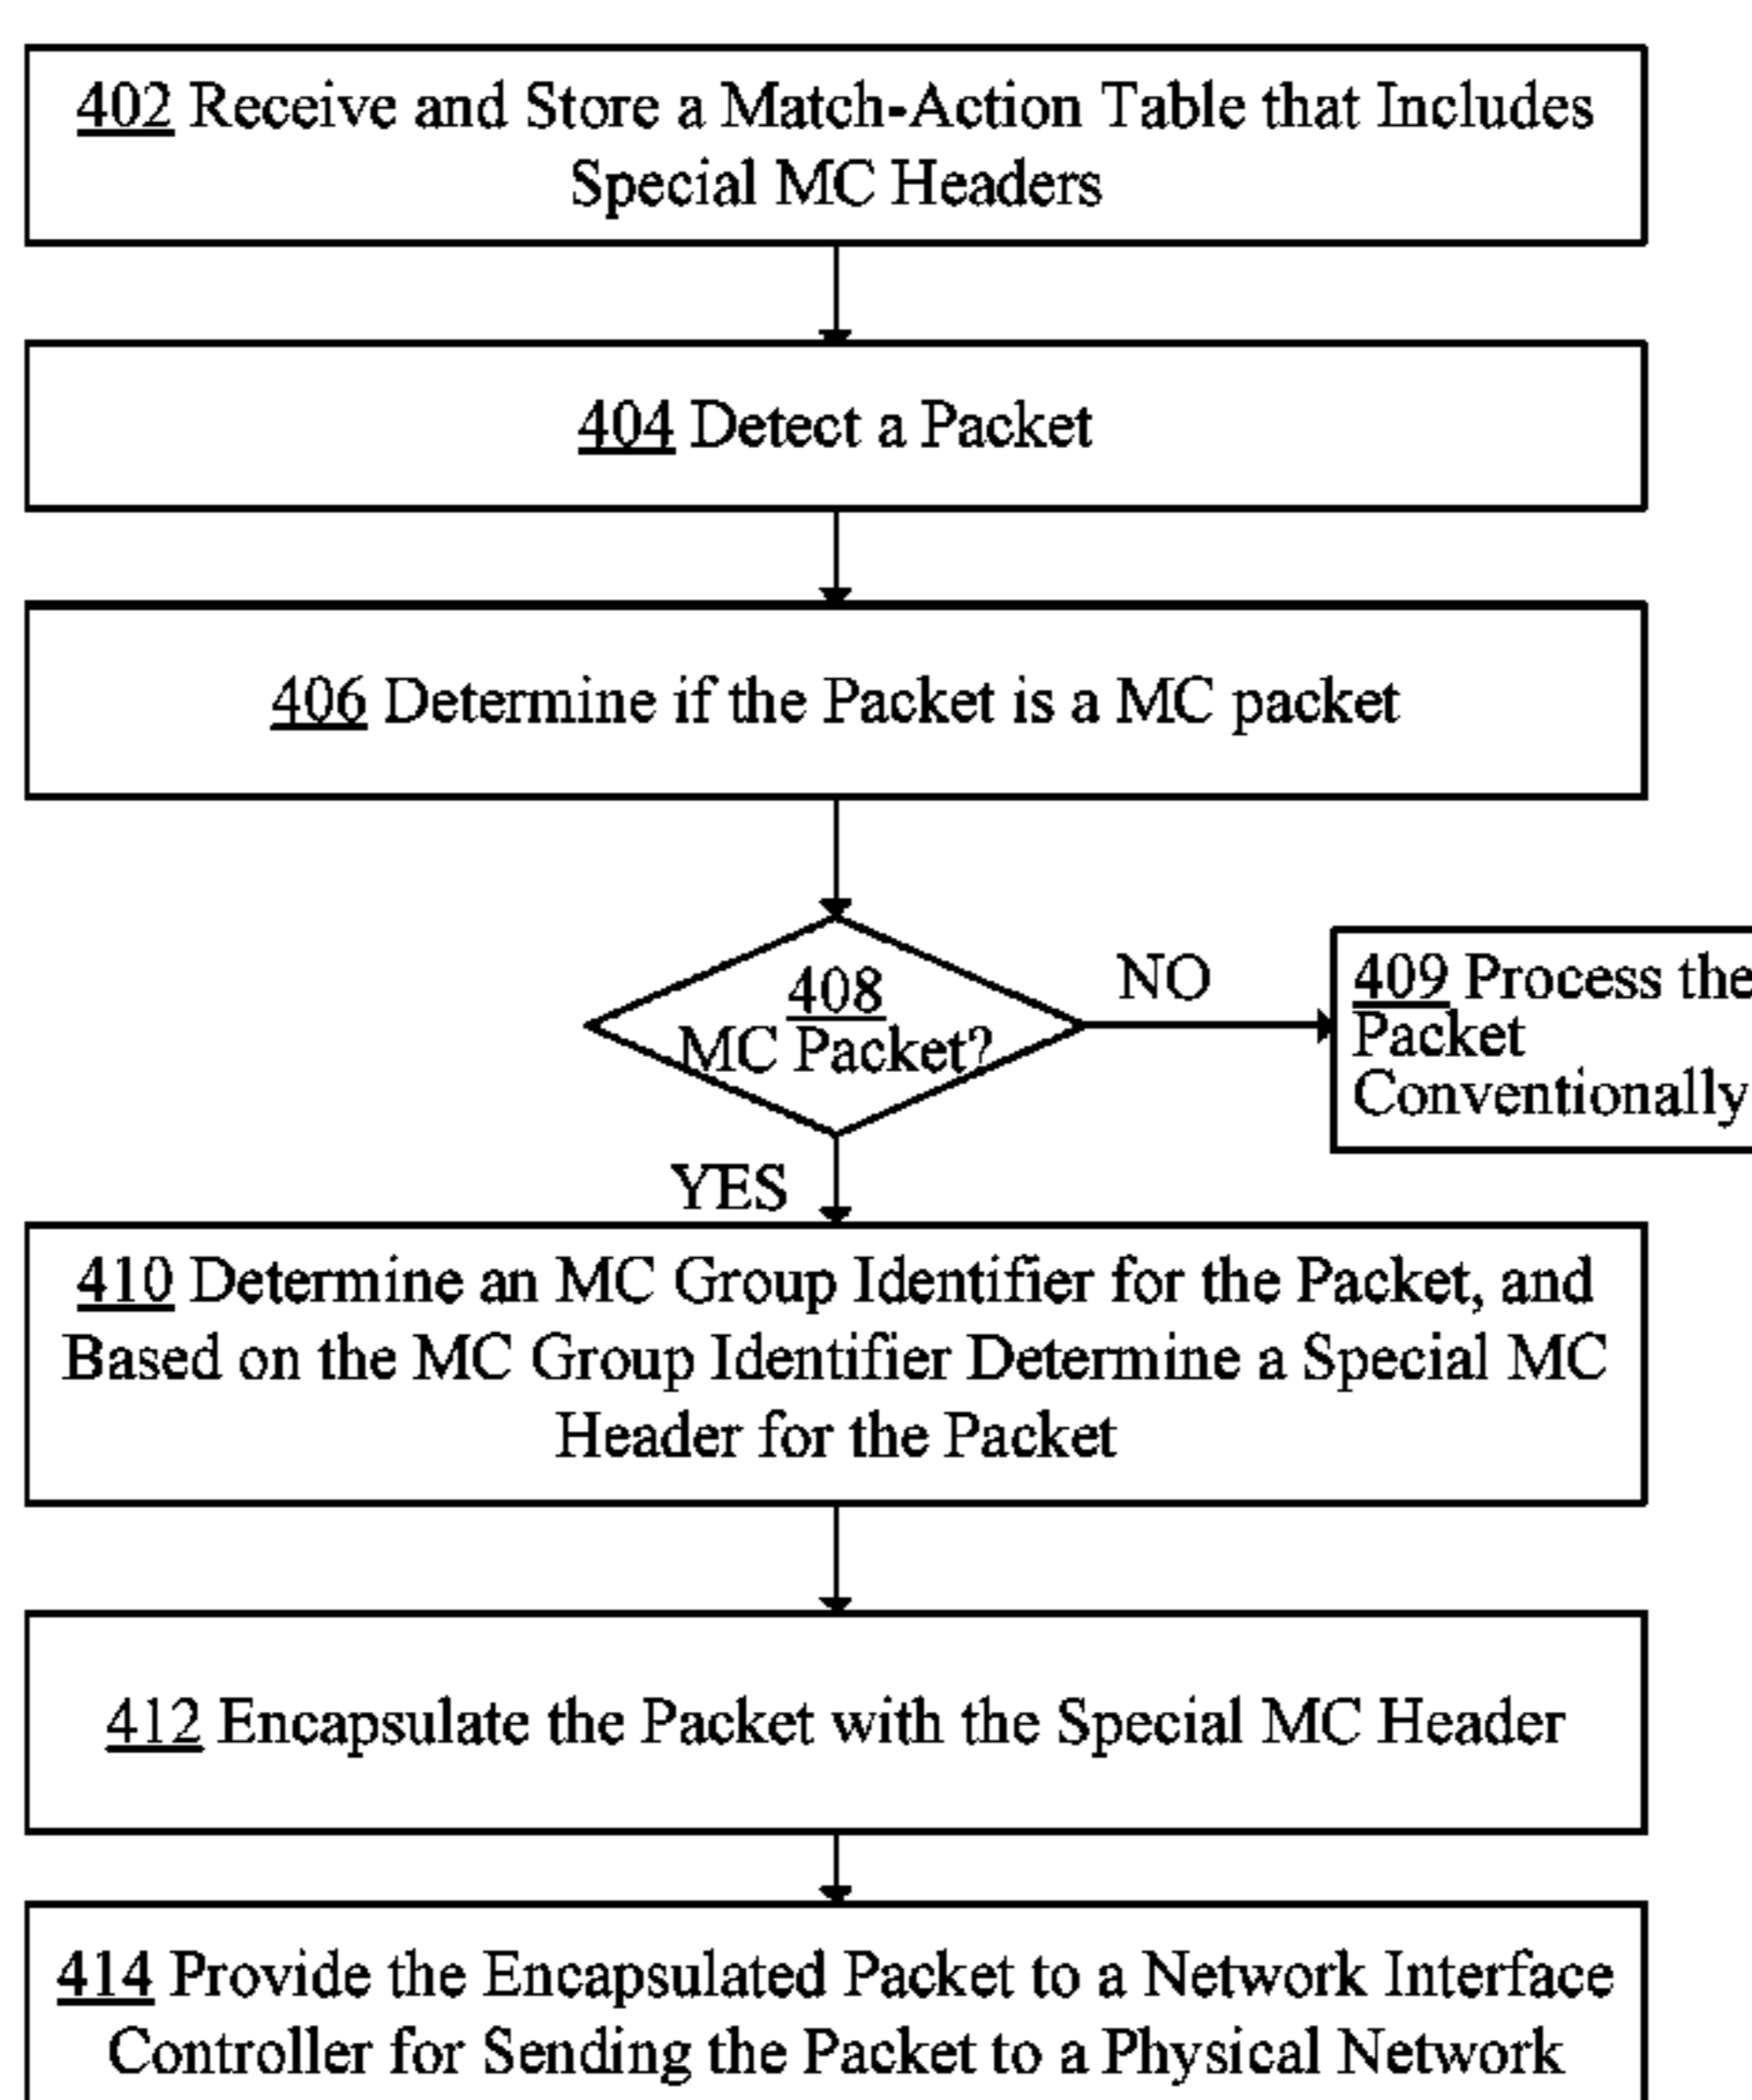 402 Receive and Store a Match-Action Table that Includes
Special MC Headers
404 Detect a Packet
406 Determine if the Packet is a MC packet
408
MC Packet?
NO
409 Process the
Packet
Conventionally
YES
410 Determine an MC Group Identifier for the Packet, and
Based on the MC Group Identifier Determine a Special MC
Header for the Packet
412 Encapsulate the Packet with the Special MC Header
414 Provide the Encapsulated Packet to a Network Interface
Controller for Sending the Packet to a Physical Network